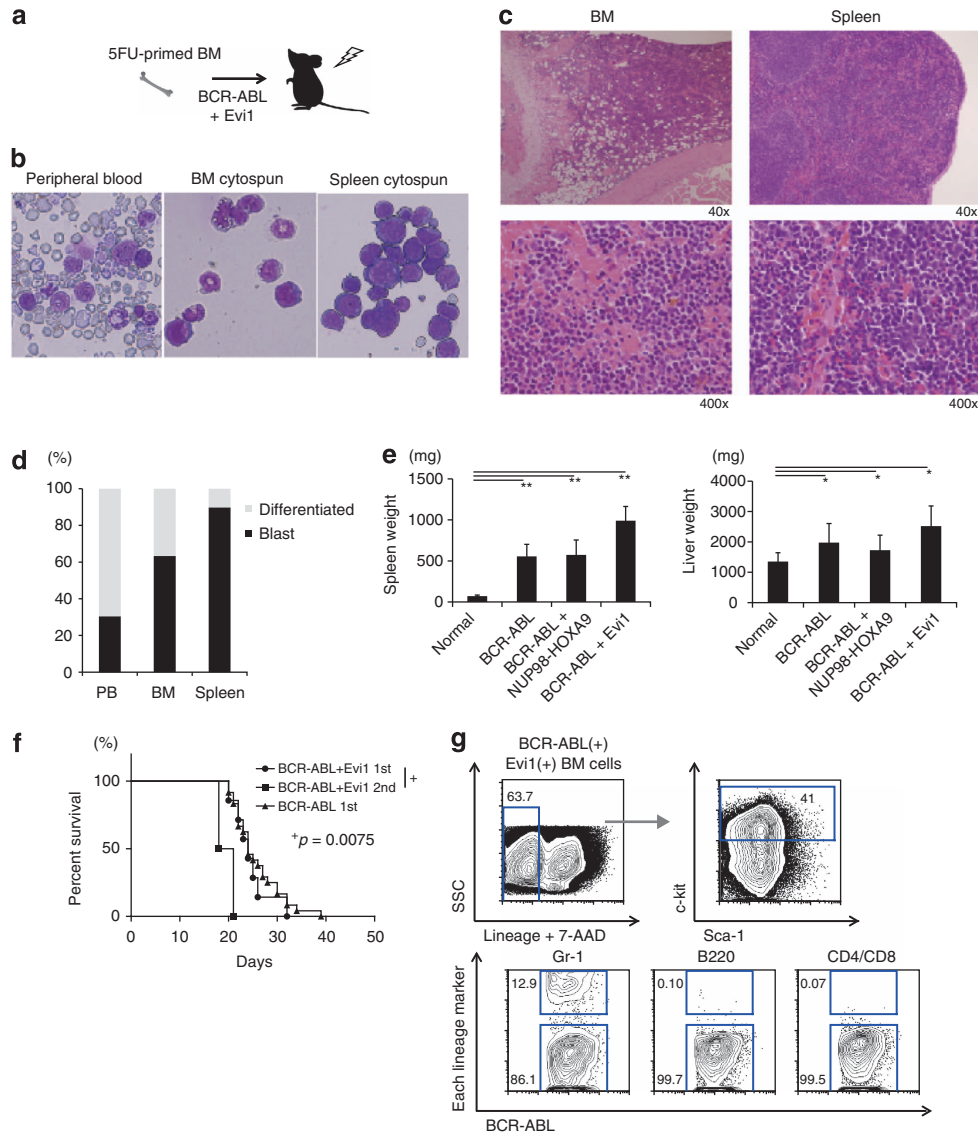 a
5FU-primed BM
BCR-ABL
+ Evi1
b
Peripheral blood
BM cytospun
Spleen cytospun
c
BM
Spleen
40x
40x
400x
400x
d
(%)
100
80
60
40
20
0
PB
BM
Spleen
Differentiated
Blast
e
(mg)
Spleen weight
1500
1000
500
0
**
**
**
Normal
BCR-ABL
BCR-ABL +
NUP98-HOXA9
BCR-ABL + Evi1
(mg)
Liver weight
4000
3000
2000
1000
0
*
*
*
Normal
BCR-ABL
BCR-ABL +
NUP98-HOXA9
BCR-ABL + Evi1
f
(%)
Percent survival
100
50
0
0
10
20
30
40
50
Days
BCR-ABL+Evi1 1st
BCR-ABL+Evi1 2nd
BCR-ABL 1st
+
+p = 0.0075
g
BCR-ABL(+)
Evi1(+) BM cells
63.7
SSC
Lineage + 7-AAD
41
c-kit
Sca-1
Each lineage marker
Gr-1
12.9
86.1
B220
0.10
99.7
CD4/CD8
0.07
99.5
BCR-ABL